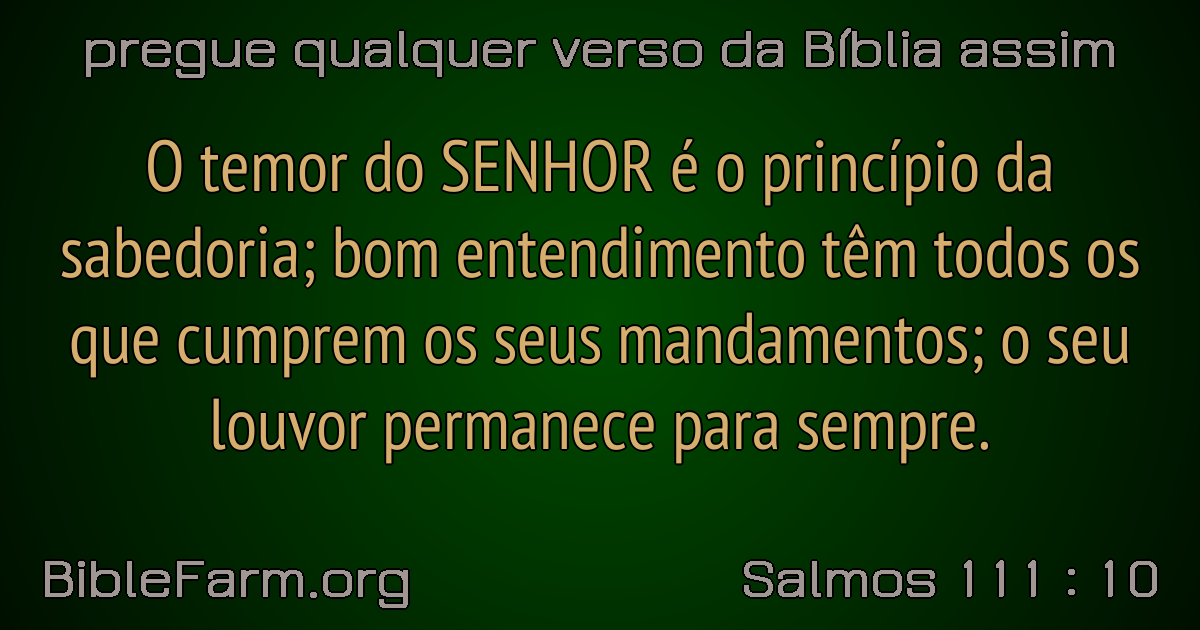 pregue qualquer verso da Bíblia assim
O temor do SENHOR é o princípio da
sabedoria; bom entendimento têm todos os
que cumprem os seus mandamentos; o seu
louvor permanece para sempre.
BibleFarm.org
Salmos 111 : 10